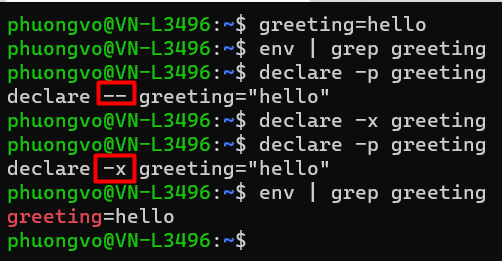 phuongvo@VN-L3496:~$ greeting=hello
phuongvo@VN-L3496:~$ env | grep greeting
phuongvo@VN-L3496:~$ declare -p greeting
declare -- greeting="hello"
phuongvo@VN-L3496:~$ declare -x greeting
phuongvo@VN-L3496:~$ declare -p greeting
declare -x greeting="hello"
phuongvo@VN-L3496:~$ env | grep greeting
greeting=hello
phuongvo@VN-L3496:~$